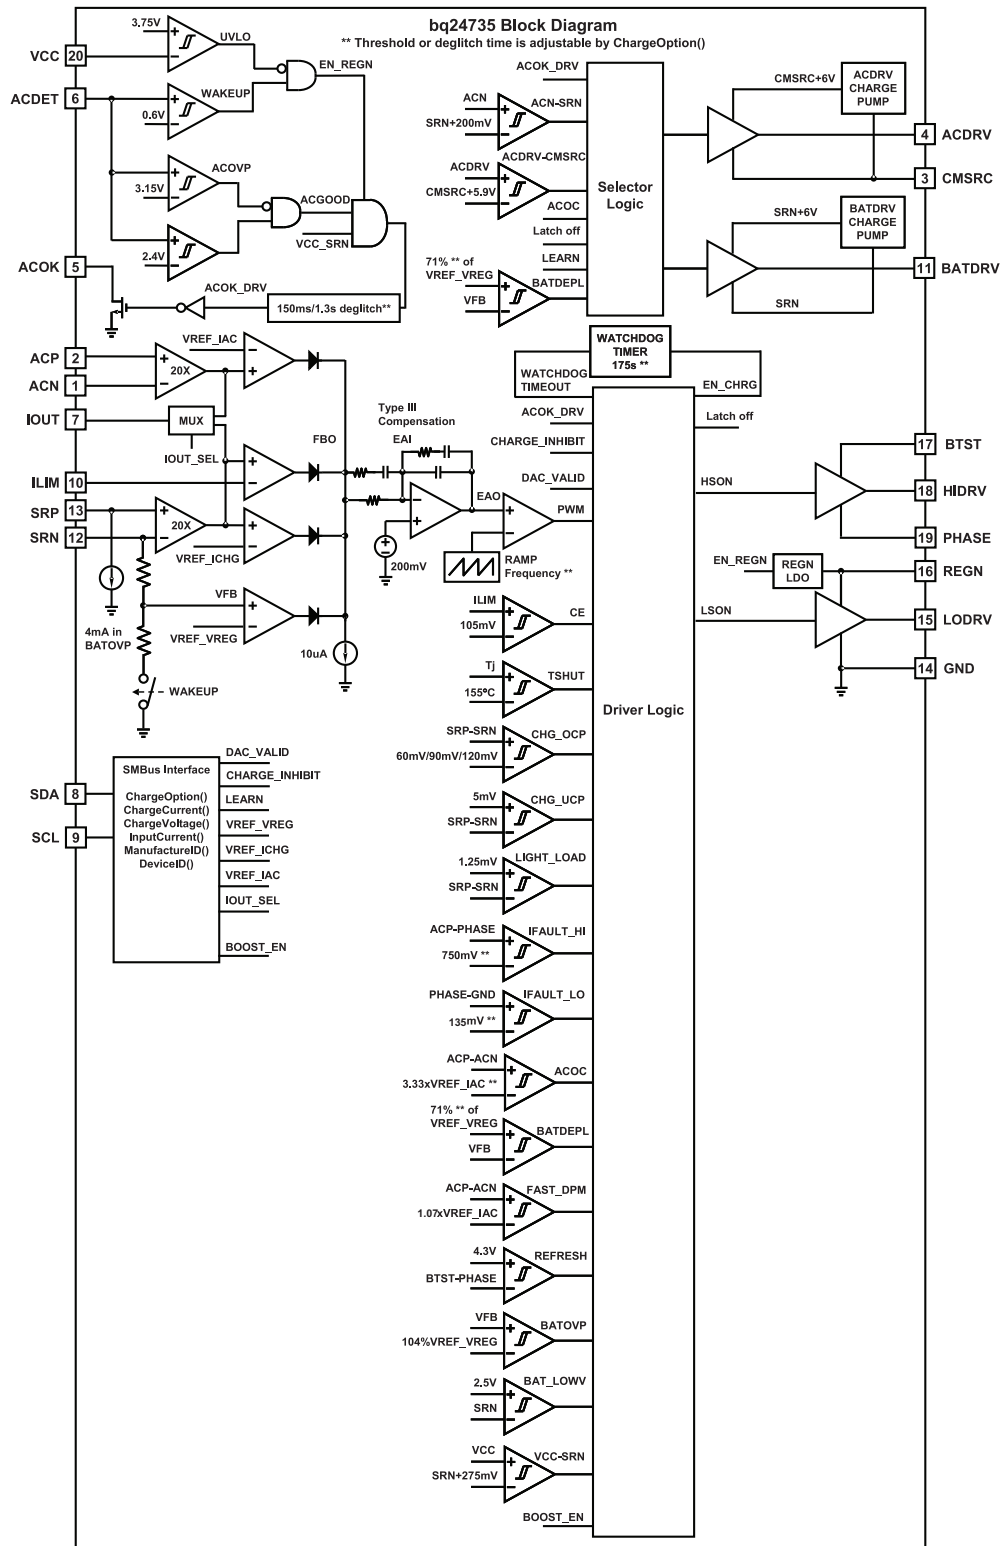 bq24735 Block Diagram
** Threshold or deglitch time is adjustable by ChargeOption()
3.75V
UVLO
VCC 20
EN_REGN
ACDET 6
WAKEUP
0.6V
ACOVP
3.15V
ACGOOD
VCC_SRN
2.4V
ACOK 5
ACOK_DRV
150ms/1.3s deglitch**
ACOK_DRV
ACN
ACN-SRN
SRN+200mV
ACDRV
ACDRV-CMSRC
CMSRC+5.9V
ACOC
Latch off
LEARN
71% ** of
VREF_VREG
BATDEPL
VFB
Selector
Logic
CMSRC+6V
ACDRV
CHARGE
PUMP
4 ACDRV
3 CMSRC
SRN+6V
BATDRV
CHARGE
PUMP
11 BATDRV
SRN
ACP 2
ACN 1
IOUT 7
20X
VREF_IAC
MUX
IOUT_SEL
ILIM 10
SRP 13
SRN 12
20X
VREF_ICHG
FBO
VFB
VREF_VREG
4mA in
BATOVP
10uA
WAKEUP
Type III
Compensation
EAI
EAO
200mV
PWM
RAMP
Frequency **
WATCHDOG
TIMER
175s **
WATCHDOG
TIMEOUT
EN_CHRG
ACOK_DRV
Latch off
CHARGE_INHIBIT
DAC_VALID
BTST
17
HSON
18 HIDRV
19 PHASE
EN_REGN
REGN
LDO
16 REGN
LSON
15 LODRV
14 GND
Driver Logic
ILIM
CE
105mV
Tj
TSHUT
155ºC
SRP-SRN
CHG_OCP
60mV/90mV/120mV
5mV
CHG_UCP
SRP-SRN
1.25mV
LIGHT_LOAD
SRP-SRN
ACP-PHASE
IFAULT_HI
750mV **
PHASE-GND
IFAULT_LO
135mV **
ACP-ACN
ACOC
3.33xVREF_IAC **
71% ** of
VREF_VREG
BATDEPL
VFB
ACP-ACN
FAST_DPM
1.07xVREF_IAC
4.3V
REFRESH
BTST-PHASE
VFB
BATOVP
104%VREF_VREG
2.5V
BAT_LOWV
SRN
VCC
VCC-SRN
SRN+275mV
BOOST_EN
SDA 8
SCL 9
SMBus Interface
ChargeOption()
ChargeCurrent()
ChargeVoltage()
InputCurrent()
ManufactureID()
DeviceID()
DAC_VALID
CHARGE_INHIBIT
LEARN
VREF_VREG
VREF_ICHG
VREF_IAC
IOUT_SEL
BOOST_EN